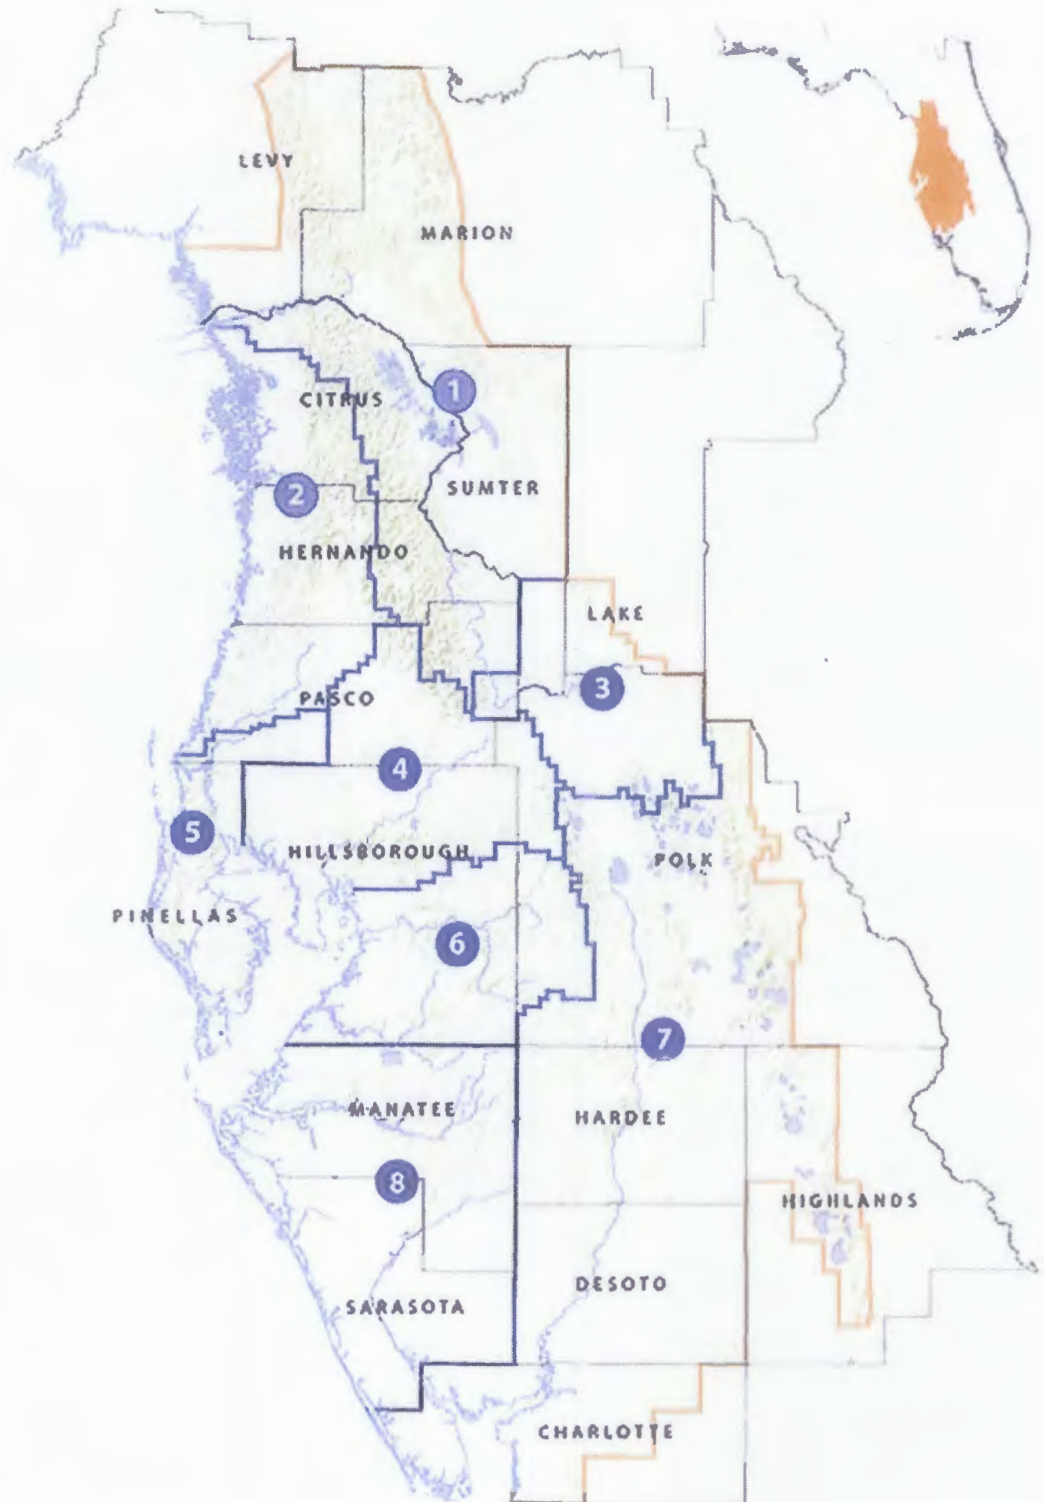 LEVY
MARION
1
CITRUS
2
SUMTER
HERNANDO
LAKE
3
PASCO
4
5
HILLSBOROUGH
POLK
PINELLAS
6
7
MANATEE
HARDEE
8
HIGHLANDS
DESOTO
SARASOTA
CHARLOTTE